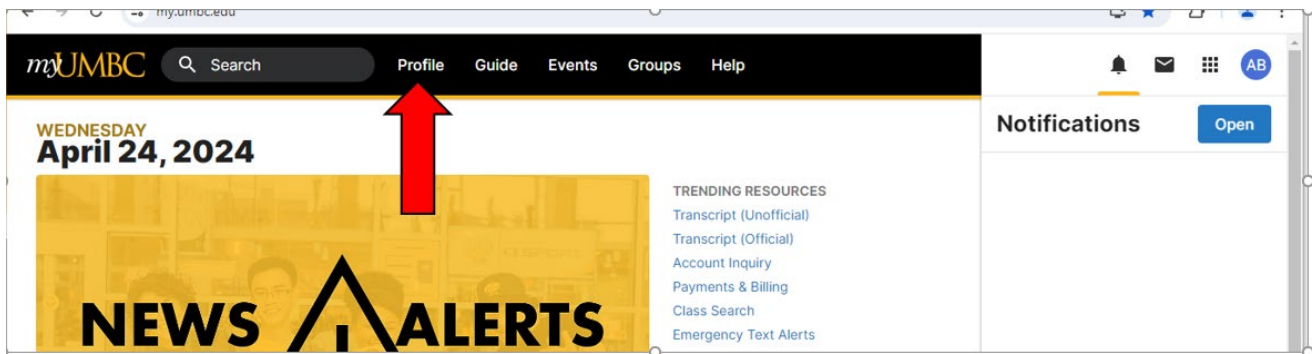 my.umbc.edu
myUMBC Search Profile Guide Events Groups Help AB
Notifications Open
WEDNESDAY
April 24, 2024
TRENDING RESOURCES
Transcript (Unofficial)
Transcript (Official)
Account Inquiry
Payments & Billing
Class Search
Emergency Text Alerts
NEWS ALERTS